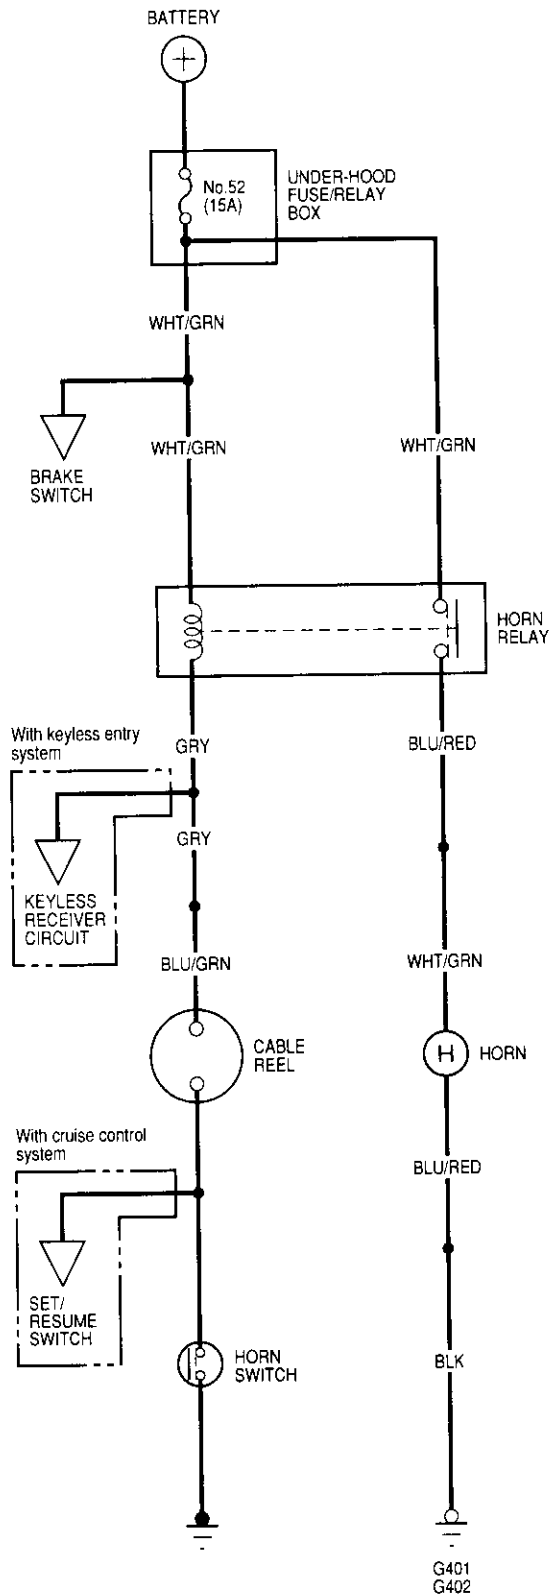 BATTERY
No.52
(15A)
UNDER-HOOD
FUSE/RELAY
BOX
WHT/GRN
WHT/GRN
WHT/GRN
BRAKE
SWITCH
HORN
RELAY
With keyless entry
system
GRY
BLU/RED
GRY
KEYLESS
RECEIVER
CIRCUIT
BLU/GRN
WHT/GRN
CABLE
REEL
H
HORN
With cruise control
system
BLU/RED
SET/
RESUME
SWITCH
HORN
SWITCH
BLK
G401
G402